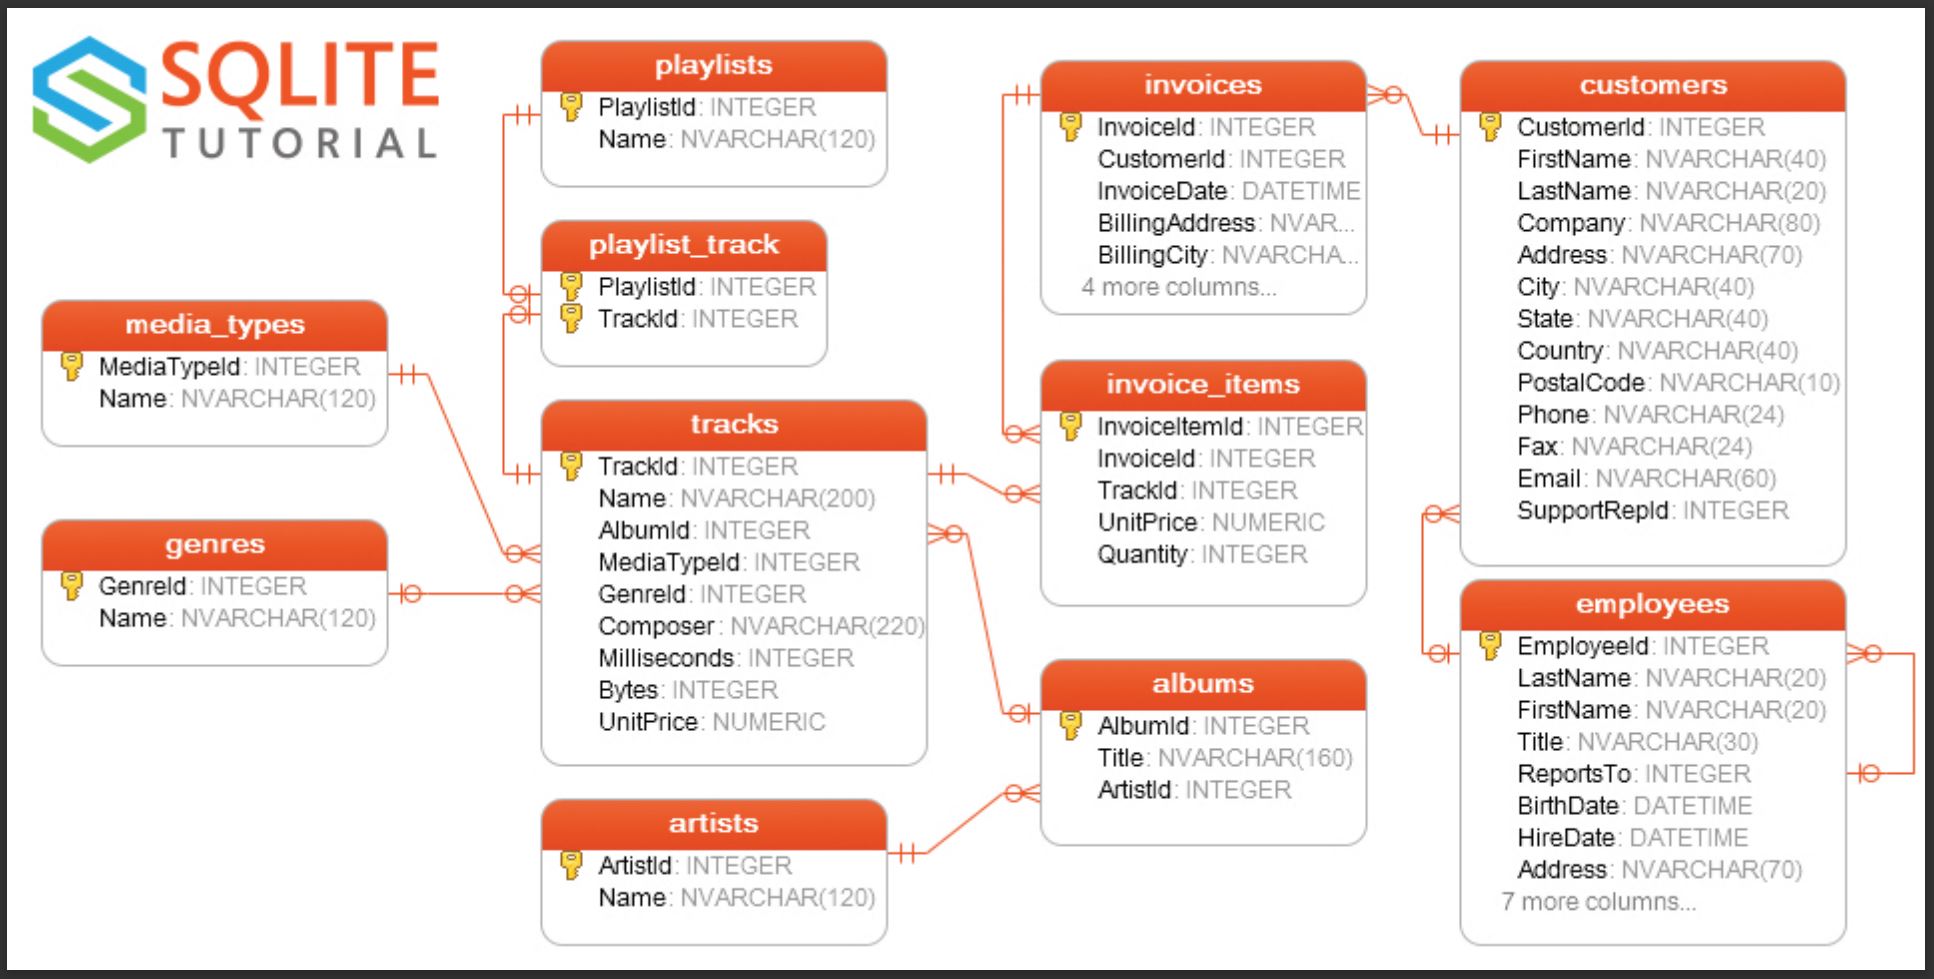 SQLITE
TUTORIAL
playlists
PlaylistId: INTEGER
Name: NVARCHAR(120)
playlist_track
PlaylistId: INTEGER
TrackId: INTEGER
media_types
MediaTypeId: INTEGER
Name: NVARCHAR(120)
genres
GenreId: INTEGER
Name: NVARCHAR(120)
tracks
TrackId: INTEGER
Name: NVARCHAR(200)
AlbumId: INTEGER
MediaTypeId: INTEGER
GenreId: INTEGER
Composer: NVARCHAR(220)
Milliseconds: INTEGER
Bytes: INTEGER
UnitPrice: NUMERIC
artists
ArtistId: INTEGER
Name: NVARCHAR(120)
invoices
InvoiceId: INTEGER
CustomerId: INTEGER
InvoiceDate: DATETIME
BillingAddress: NVAR...
BillingCity: NVARCHA...
4 more columns...
invoice_items
InvoiceItemId: INTEGER
InvoiceId: INTEGER
TrackId: INTEGER
UnitPrice: NUMERIC
Quantity: INTEGER
albums
AlbumId: INTEGER
Title: NVARCHAR(160)
ArtistId: INTEGER
customers
CustomerId: INTEGER
FirstName: NVARCHAR(40)
LastName: NVARCHAR(20)
Company: NVARCHAR(80)
Address: NVARCHAR(70)
City: NVARCHAR(40)
State: NVARCHAR(40)
Country: NVARCHAR(40)
PostalCode: NVARCHAR(10)
Phone: NVARCHAR(24)
Fax: NVARCHAR(24)
Email: NVARCHAR(60)
SupportRepId: INTEGER
employees
EmployeeId: INTEGER
LastName: NVARCHAR(20)
FirstName: NVARCHAR(20)
Title: NVARCHAR(30)
ReportsTo: INTEGER
BirthDate: DATETIME
HireDate: DATETIME
Address: NVARCHAR(70)
7 more columns...